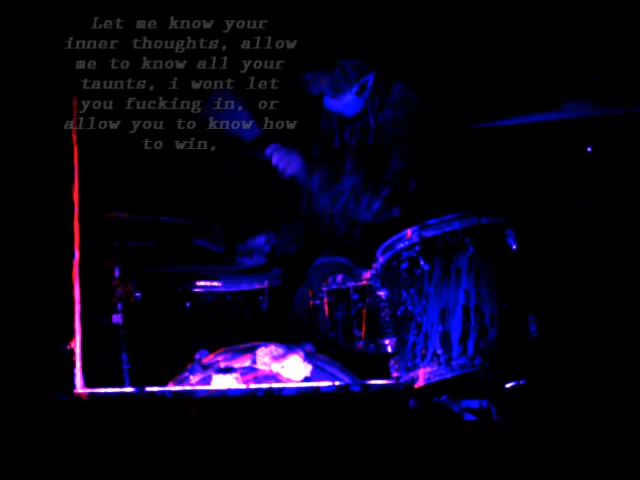 Let me know your
inner thoughts, allow
me to know all your
taunts, i wont let
you fucking in, or
allow you to know how
to win,